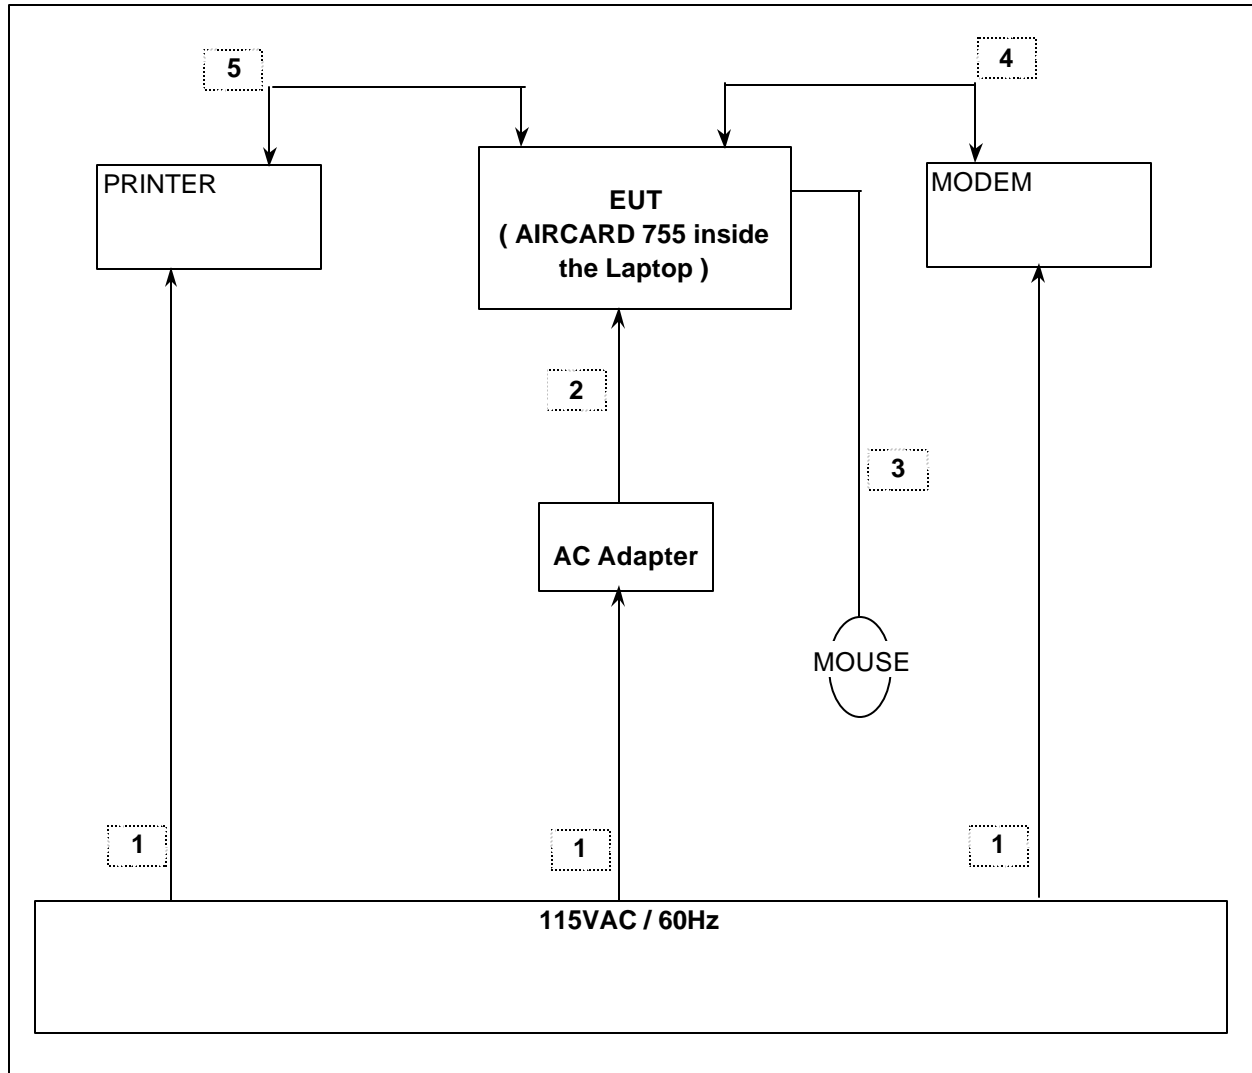 5
4
PRINTER
EUT
( AIRCARD 755 inside
the Laptop )
MODEM
2
3
AC Adapter
MOUSE
1
1
1
115VAC / 60Hz